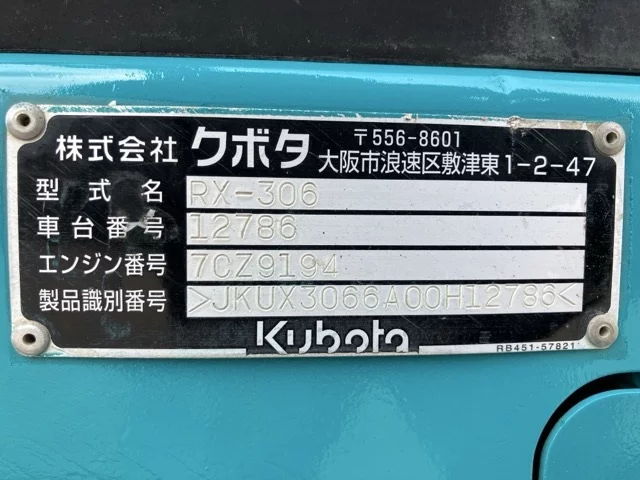 株式会社 クボタ 〒556-8601
大阪市浪速区敷津東1-2-47
型式名 RX-306
車台番号 12786
エンジン番号 7CZ9194
製品識別番号 >JKUX3066A00H12786<
Kubota
RB451-57821